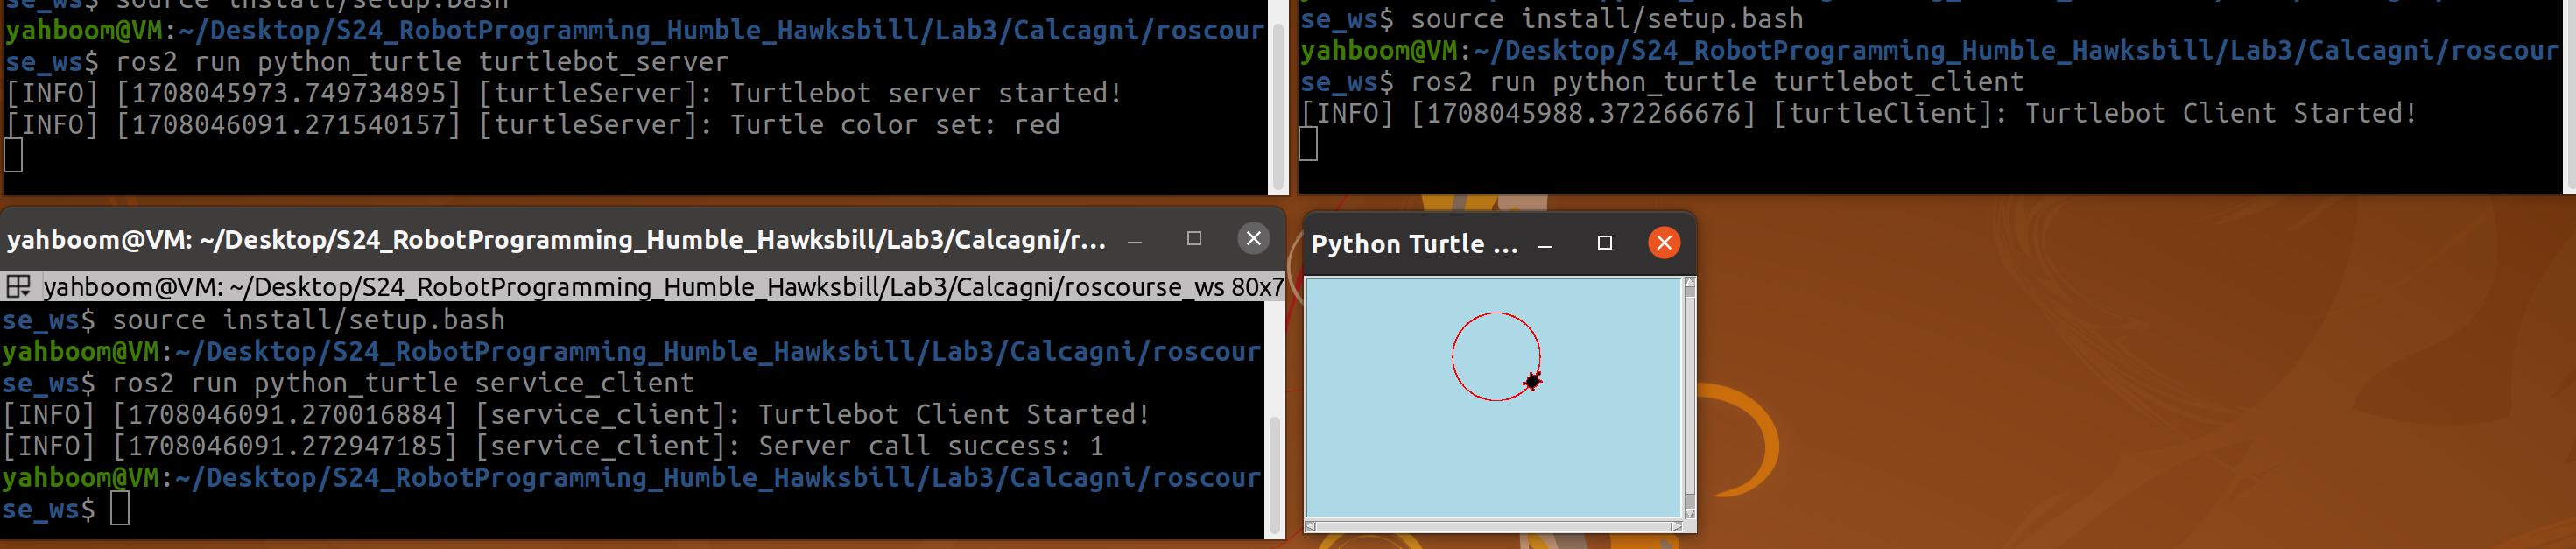 se_ws$ source install/setup.bash
yahboom@VM:~/Desktop/S24_RobotProgramming_Humble_Hawksbill/Lab3/Calcagni/roscour
se_ws$ ros2 run python_turtle turtlebot_server
[INFO] [1708045973.749734895] [turtleServer]: Turtlebot server started!
[INFO] [1708046091.271540157] [turtleServer]: Turtle color set: red
se_ws$ source install/setup.bash
yahboom@VM:~/Desktop/S24_RobotProgramming_Humble_Hawksbill/Lab3/Calcagni/roscour
se_ws$ ros2 run python_turtle turtlebot_client
[INFO] [1708045988.372266676] [turtleClient]: Turtlebot Client Started!
yahboom@VM: ~/Desktop/S24_RobotProgramming_Humble_Hawksbill/Lab3/Calcagni/r...
yahboom@VM: ~/Desktop/S24_RobotProgramming_Humble_Hawksbill/Lab3/Calcagni/roscourse_ws 80x7
se_ws$ source install/setup.bash
yahboom@VM:~/Desktop/S24_RobotProgramming_Humble_Hawksbill/Lab3/Calcagni/roscour
se_ws$ ros2 run python_turtle service_client
[INFO] [1708046091.270016884] [service_client]: Turtlebot Client Started!
[INFO] [1708046091.272947185] [service_client]: Server call success: 1
yahboom@VM:~/Desktop/S24_RobotProgramming_Humble_Hawksbill/Lab3/Calcagni/roscour
se_ws$
Python Turtle ...